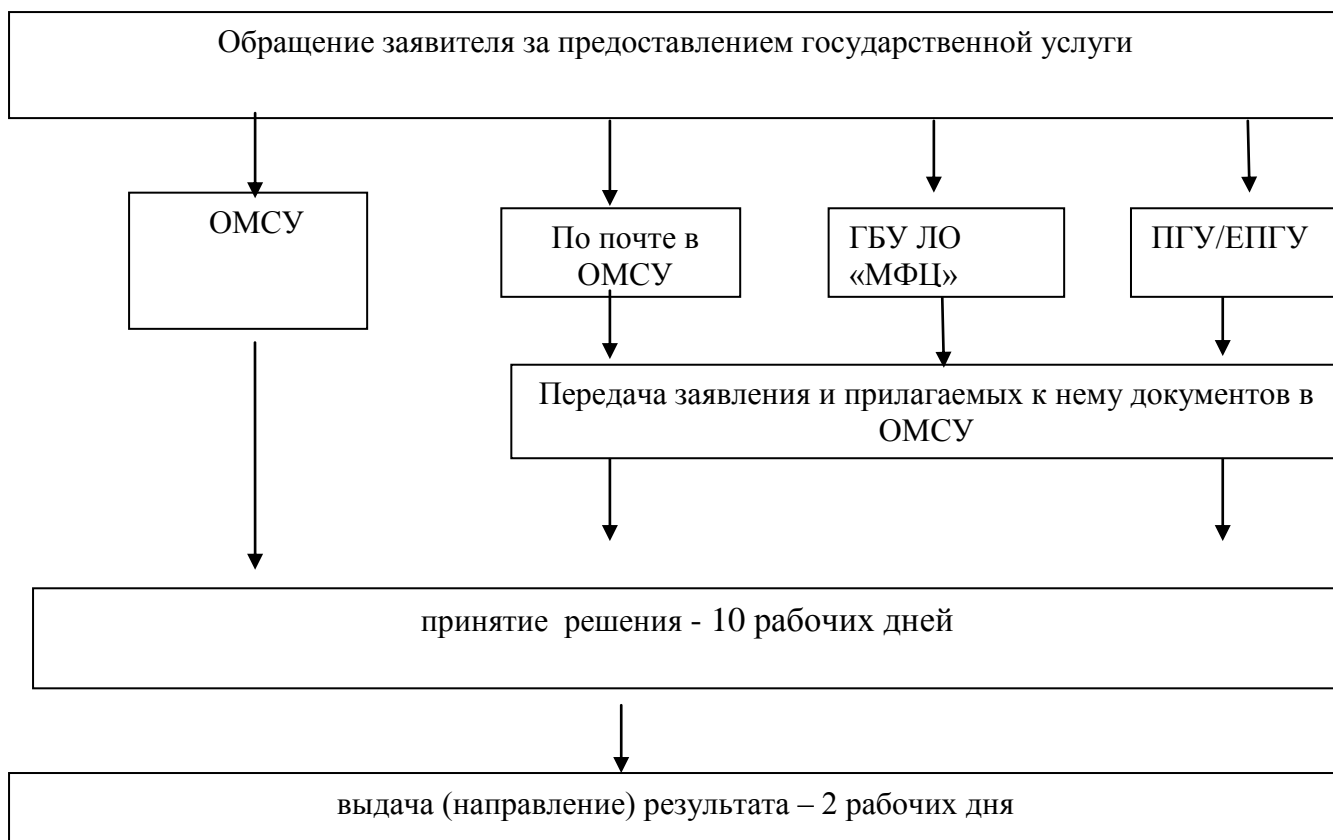 Обращение заявителя за предоставлением государственной услуги
ОМСУ
По почте в
ОМСУ
ГБУ ЛО
«МФЦ»
ПГУ/ЕПГУ
Передача заявления и прилагаемых к нему документов в
ОМСУ
принятие решения - 10 рабочих дней
выдача (направление) результата – 2 рабочих дня